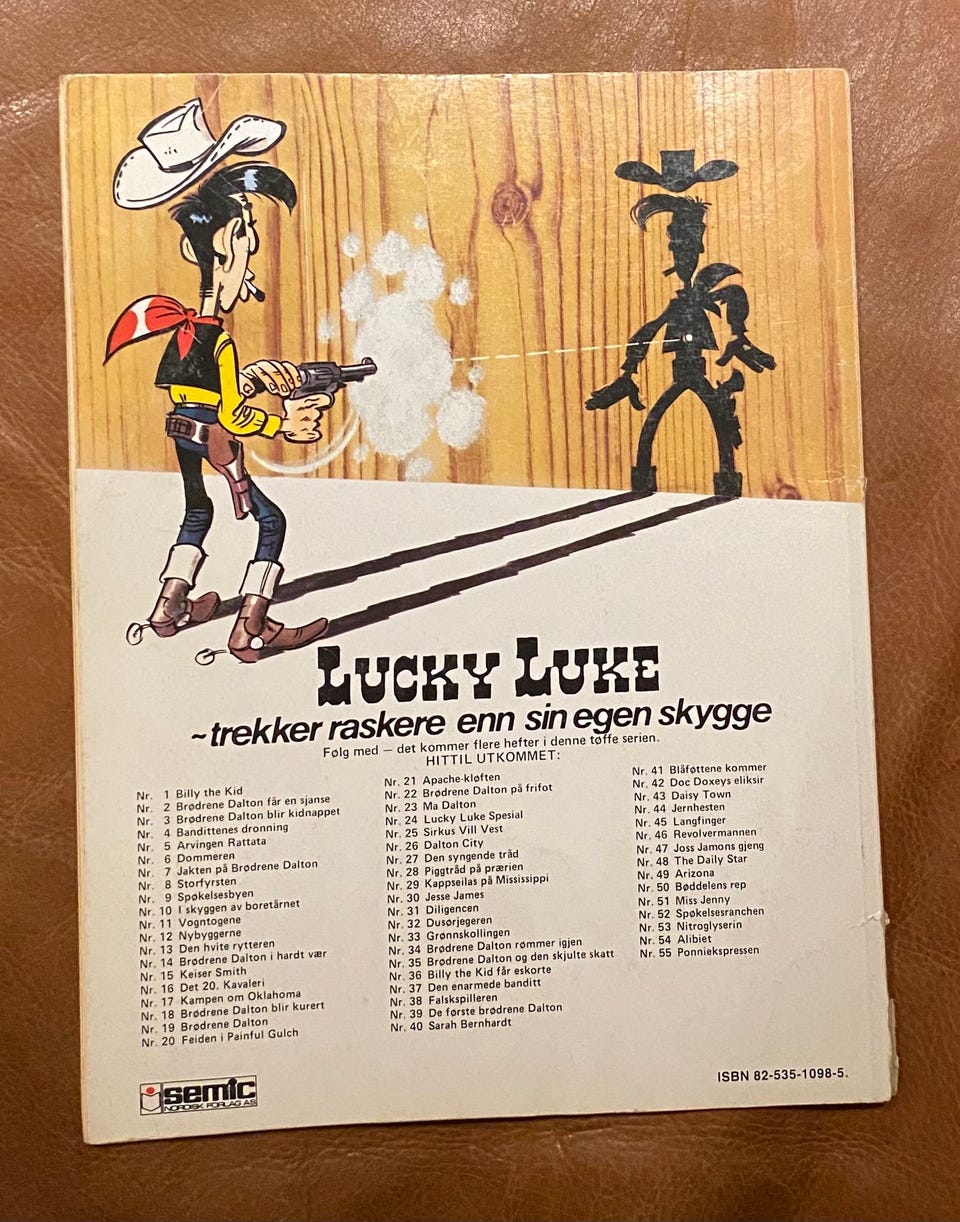 LUCKY LUKE
~trekker raskere enn sin egen skygge
Følg med – det kommer flere hefter i denne tøffe serien.
HITTIL UTKOMMET:
Nr. 1 Billy the Kid
Nr. 2 Brødrene Dalton får en sjanse
Nr. 3 Brødrene Dalton blir kidnappet
Nr. 4 Bandittenes dronning
Nr. 5 Arvingen Rattata
Nr. 6 Dommeren
Nr. 7 Jakten på Brødrene Dalton
Nr. 8 Storfyrsten
Nr. 9 Spøkelsesbyen
Nr. 10 I skyggen av boretårnet
Nr. 11 Vogntogene
Nr. 12 Nybyggerne
Nr. 13 Den hvite rytteren
Nr. 14 Brødrene Dalton i hardt vær
Nr. 15 Keiser Smith
Nr. 16 Det 20. Kavaleri
Nr. 17 Kampen om Oklahoma
Nr. 18 Brødrene Dalton blir kurert
Nr. 19 Brødrene Dalton
Nr. 20 Feiden i Painful Gulch
Nr. 21 Apache-kløften
Nr. 22 Brødrene Dalton på frifot
Nr. 23 Ma Dalton
Nr. 24 Lucky Luke Spesial
Nr. 25 Sirkus Vill Vest
Nr. 26 Dalton City
Nr. 27 Den syngende tråd
Nr. 28 Piggtråd på prærien
Nr. 29 Kappseilas på Mississippi
Nr. 30 Jesse James
Nr. 31 Diligencen
Nr. 32 Dusørjegeren
Nr. 33 Grønnskollingen
Nr. 34 Brødrene Dalton rømmer igjen
Nr. 35 Brødrene Dalton og den skjulte skatt
Nr. 36 Billy the Kid får eskorte
Nr. 37 Den enarmede banditt
Nr. 38 Falskspilleren
Nr. 39 De første brødrene Dalton
Nr. 40 Sarah Bernhardt
Nr. 41 Blåføttene kommer
Nr. 42 Doc Doxeys eliksir
Nr. 43 Daisy Town
Nr. 44 Jernhesten
Nr. 45 Langfinger
Nr. 46 Revolvermannen
Nr. 47 Joss Jamons gjeng
Nr. 48 The Daily Star
Nr. 49 Arizona
Nr. 50 Bøddelens rep
Nr. 51 Miss Jenny
Nr. 52 Spøkelsesranchen
Nr. 53 Nitroglyserin
Nr. 54 Alibiet
Nr. 55 Ponniekspressen
semic
NORDISK FORLAG AS
ISBN 82-535-1098-5.